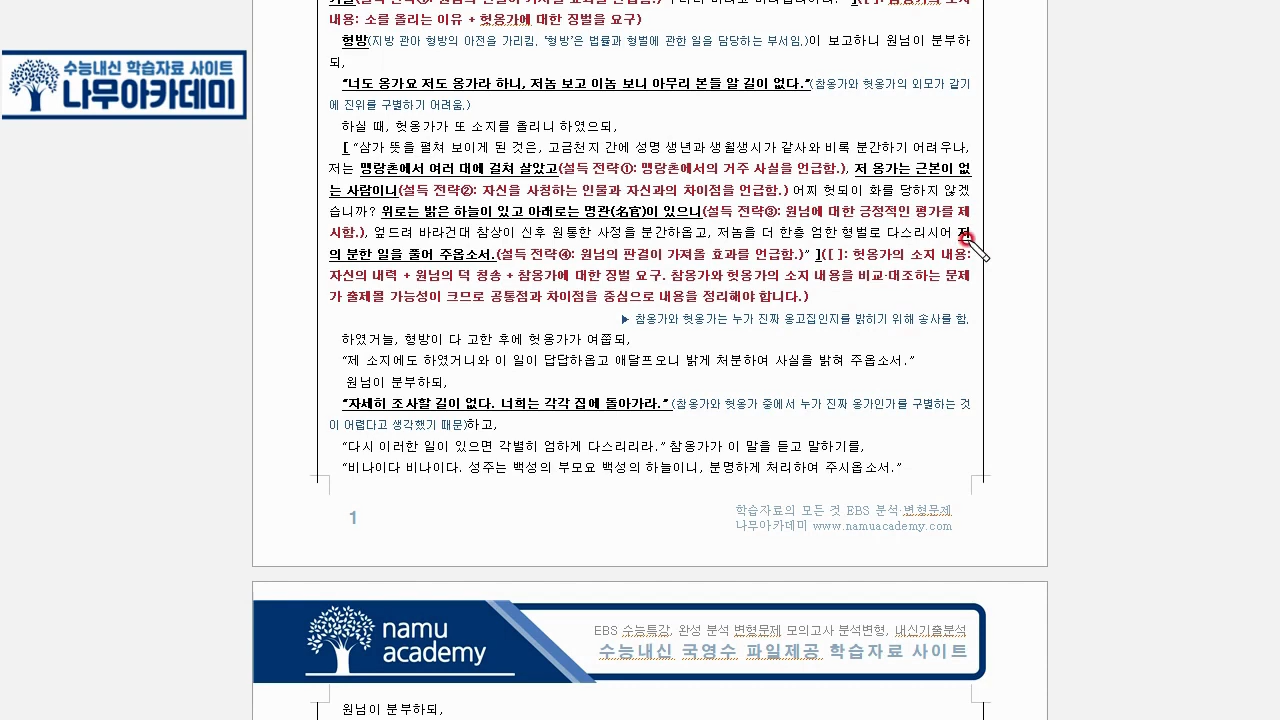 내용: 소를 올리는 이유 + 헛옹가에 대한 징벌을 요구)
수능내신 학습자료 사이트
나무아카데미
형방(지방 관아 형방의 아전을 가리킴. '형방'은 법률과 형벌에 관한 일을 담당하는 부서임.)이 보고하니 원님이 분부하
되,
“너도 옹가요 저도 옹가라 하니, 저놈 보고 이놈 보니 아무리 본들 알 길이 없다.”(참옹가와 헛옹가의 외모가 같기
에 진위를 구별하기 어려움.)
하실 때, 헛옹가가 또 소지를 올리니 하였으되,
[ “삼가 뜻을 펼쳐 보이게 된 것은, 고금천지 간에 성명 생년과 생월생시가 같사와 비록 분간하기 어려우나,
저는 맹랑촌에서 여러 대에 걸쳐 살았고(설득 전략①: 맹랑촌에서의 거주 사실을 언급함.), 저 옹가는 근본이 없
는 사람이니(설득 전략②: 자신을 사칭하는 인물과 자신과의 차이점을 언급함.) 어찌 헛되이 화를 당하지 않겠
습니까? 위로는 밝은 하늘이 있고 아래로는 명관(名官)이 있으니(설득 전략③: 원님에 대한 긍정적인 평가를 제
시함.), 엎드려 바라건대 참상이 신후 원통한 사정을 분간하옵고, 저놈을 더 한층 엄한 형벌로 다스리시어 저
의 분한 일을 풀어 주옵소서.(설득 전략④: 원님의 판결이 가져올 효과를 언급함.)” ]([ ]: 헛옹가의 소지 내용:
자신의 내력 + 원님의 덕 칭송 + 참옹가에 대한 징벌 요구. 참옹가와 헛옹가의 소지 내용을 비교·대조하는 문제
가 출제될 가능성이 크므로 공통점과 차이점을 중심으로 내용을 정리해야 합니다.)
▶ 참옹가와 헛옹가는 누가 진짜 옹고집인지를 밝히기 위해 송사를 함.
하였거늘, 형방이 다 고한 후에 헛옹가가 여쭙되,
“제 소지에도 하였거니와 이 일이 답답하옵고 애달프오니 밝게 처분하여 사실을 밝혀 주옵소서.”
원님이 분부하되,
“자세히 조사할 길이 없다. 너희는 각각 집에 돌아가라.” (참옹가와 헛옹가 중에서 누가 진짜 옹가인가를 구별하는 것
이 어렵다고 생각했기 때문)하고,
“다시 이러한 일이 있으면 각별히 엄하게 다스리리라.” 참옹가가 이 말을 듣고 말하기를,
“비나이다 비나이다. 성주는 백성의 부모요 백성의 하늘이니, 분명하게 처리하여 주시옵소서.”
1
학습자료의 모든 것 EBS 분석·변형문제
나무아카데미 www.namuacademy.com
namu
academy
EBS 수능특강, 완성 분석 변형문제 모의고사 분석변형, 내신기출분석
수능내신 국영수 파일제공 학습자료 사이트
원님이 분부하되,